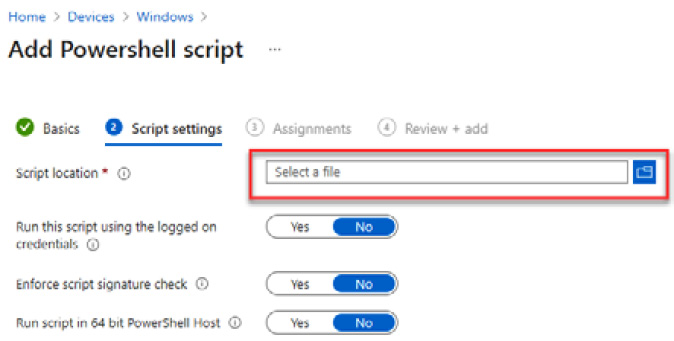 Home > Devices > Windows >
Add Powershell script ...
Basics 2 Script settings 3 Assignments 4 Review + add
Script location * Select a file
Run this script using the logged on Yes No
credentials
Enforce script signature check Yes No
Run script in 64 bit PowerShell Host Yes No